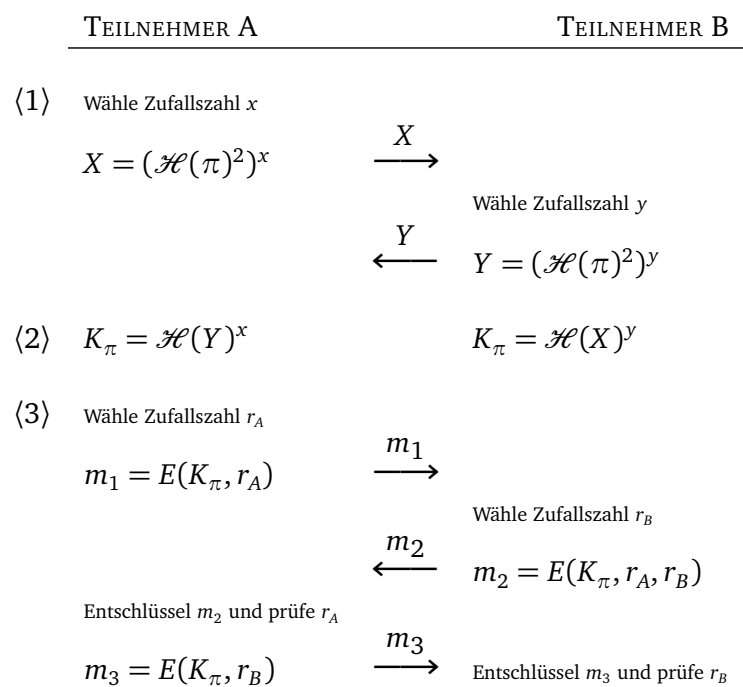 TEILNEHMER A TEILNEHMER B
⟨1⟩ Wähle Zufallszahl x
X = (ℋ(π)²)ˣ X ⟶
Wähle Zufallszahl y
Y ⟵ Y = (ℋ(π)²)ʸ
⟨2⟩ K_π = ℋ(Y)ˣ K_π = ℋ(X)ʸ
⟨3⟩ Wähle Zufallszahl r_A
m₁ = E(K_π, r_A) m₁ ⟶
Wähle Zufallszahl r_B
m₂ ⟵ m₂ = E(K_π, r_A, r_B)
Entschlüssel m₂ und prüfe r_A
m₃ = E(K_π, r_B) m₃ ⟶ Entschlüssel m₃ und prüfe r_B